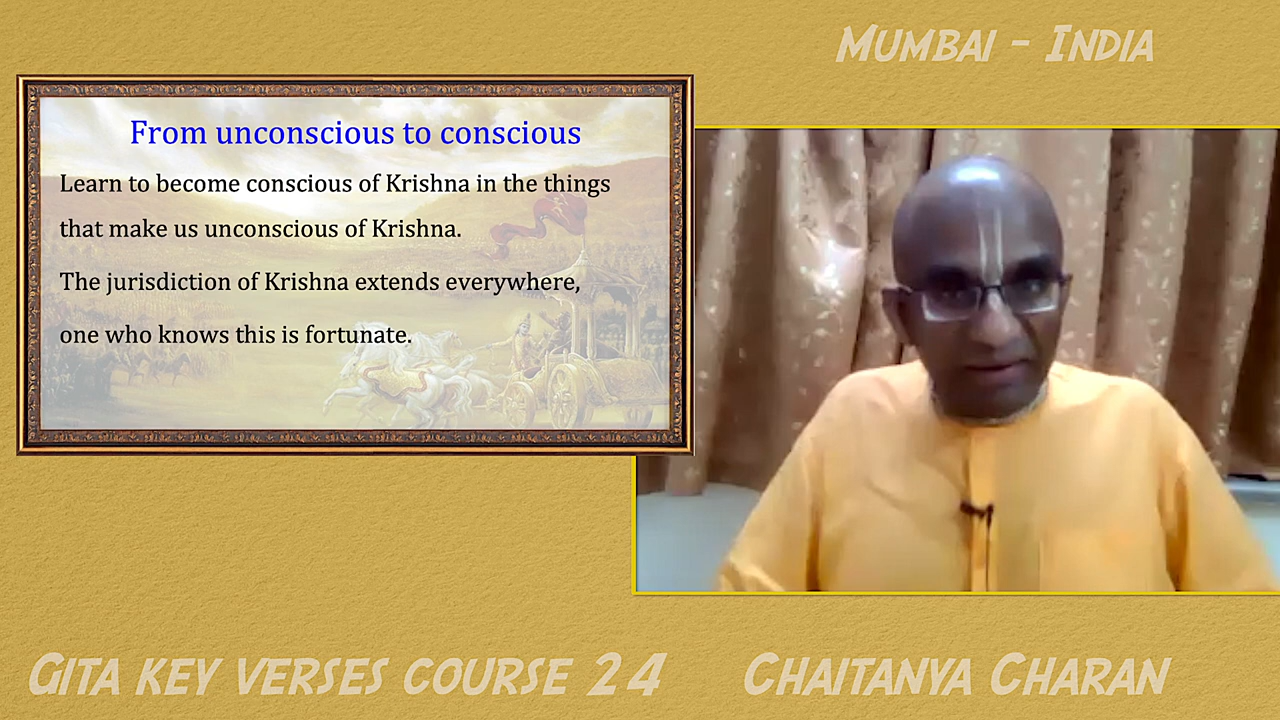 MUMBAI - INDIA
From unconscious to conscious
Learn to become conscious of Krishna in the things
that make us unconscious of Krishna.
The jurisdiction of Krishna extends everywhere,
one who knows this is fortunate.
GITA KEY VERSES COURSE 24
CHAITANYA CHARAN